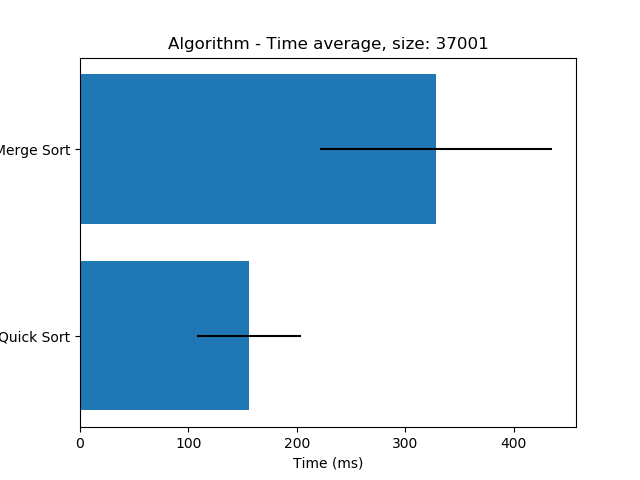 Algorithm - Time average, size: 37001
Merge Sort
Quick Sort
0 100 200 300 400
Time (ms)